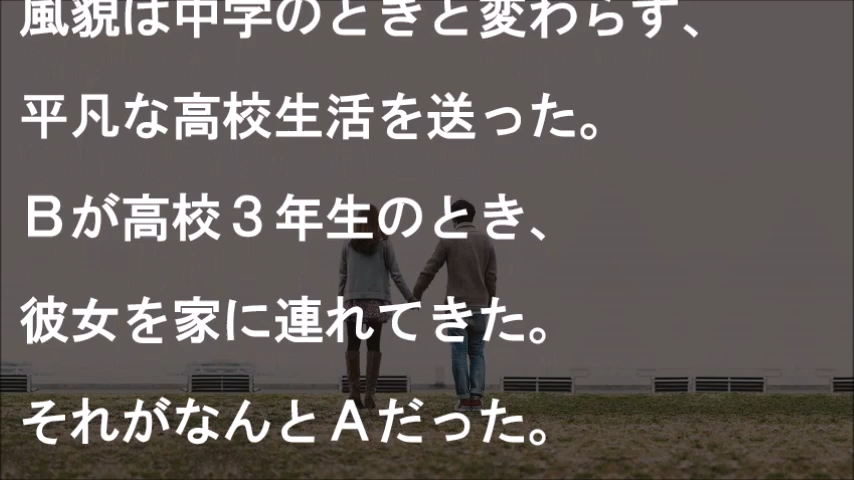 風貌は中学のときと変わらず、
平凡な高校生活を送った。
Ｂが高校３年生のとき、
彼女を家に連れてきた。
それがなんとＡだった。